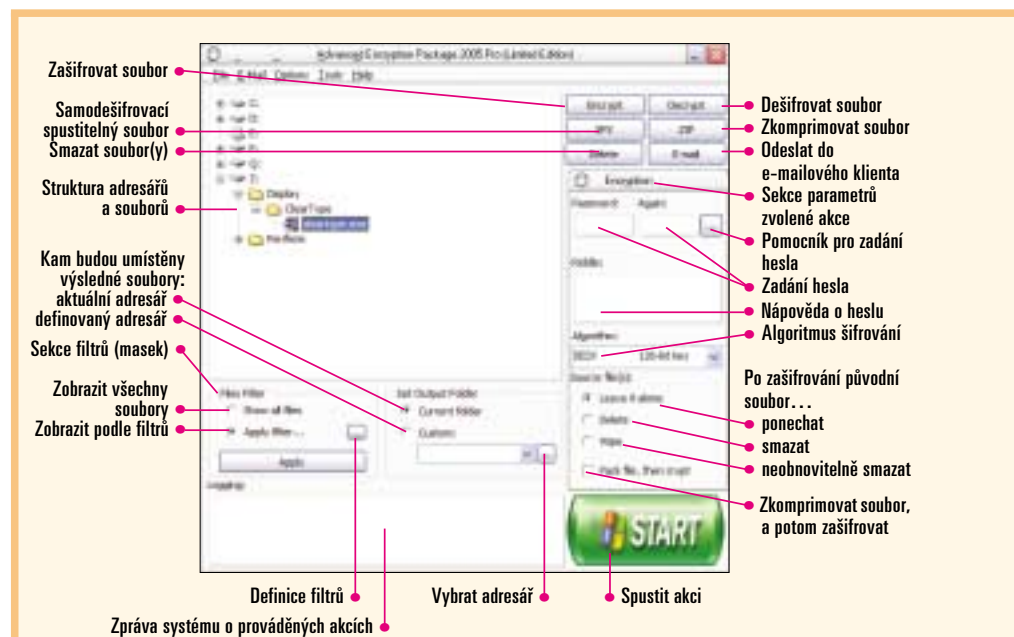 Advanced Encryption Package 2005 Pro (Limited Edition)
File E-Mail Options Tools Help
Zašifrovat soubor
Samodešifrovací
spustitelný soubor
Smazat soubor(y)
Struktura adresářů
a souborů
Kam budou umístěny
výsledné soubory:
aktuální adresář
definovaný adresář
Sekce filtrů (masek)
Zobrazit všechny
soubory
Zobrazit podle filtrů
C:
Display
ClearType
Encrypt
Decrypt
ZIP
Delete
E-mail
Encryption
Password:
Again:
Algorithm:
128-bit key
Source file(s):
Leave it alone
Delete
Wipe
Pack file, then crypt
START
Files Filter
Show all files
Apply filter...
Apply
Set Output Folder
Current folder
Custom:
Logging:
Dešifrovat soubor
Zkomprimovat soubor
Odeslat do
e-mailového klienta
Sekce parametrů
zvolené akce
Pomocník pro zadání
hesla
Zadání hesla
Nápověda o heslu
Algoritmus šifrování
Po zašifrování původní
soubor...
ponechat
smazat
neobnovitelně smazat
Zkomprimovat soubor,
a potom zašifrovat
Definice filtrů
Vybrat adresář
Spustit akci
Zpráva systému o prováděných akcích